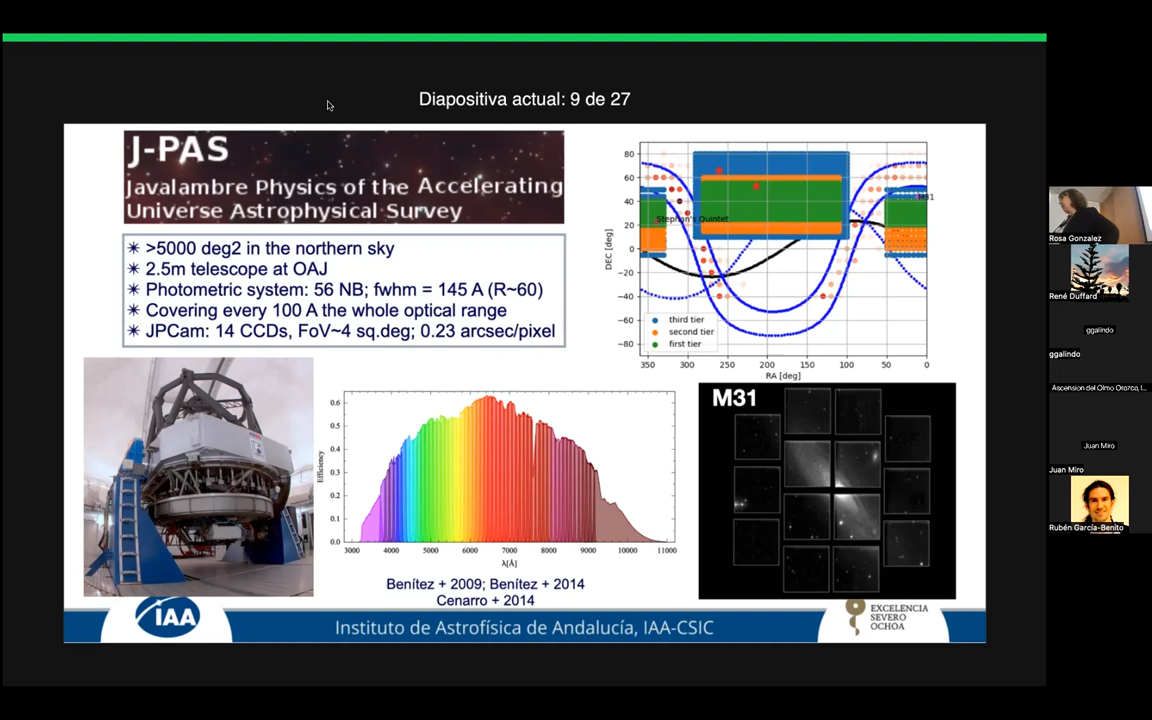 Diapositiva actual: 9 de 27
J-PAS
Javalambre Physics of the Accelerating
Universe Astrophysical Survey
✴ >5000 deg2 in the northern sky
✴ 2.5m telescope at OAJ
✴ Photometric system: 56 NB; fwhm = 145 A (R~60)
✴ Covering every 100 A the whole optical range
✴ JPCam: 14 CCDs, FoV~4 sq.deg; 0.23 arcsec/pixel
80
60
40
20
0
−20
−40
−60
−80
DEC [deg]
M31
Stephan's Quintet
third tier
second tier
first tier
350 300 250 200 150 100 50 0
RA [deg]
0.6
0.5
0.4
0.3
0.2
0.1
0.0
Efficiency
3000 4000 5000 6000 7000 8000 9000 10000 11000
λ[Å]
Benítez + 2009; Benítez + 2014
Cenarro + 2014
M31
IAA
Instituto de Astrofísica de Andalucía, IAA-CSIC
EXCELENCIA
SEVERO
OCHOA
Rosa Gonzalez
René Duffard
ggalindo
ggalindo
Ascension del Olmo Orozco, I...
Juan Miro
Juan Miro
Rubén García-Benito